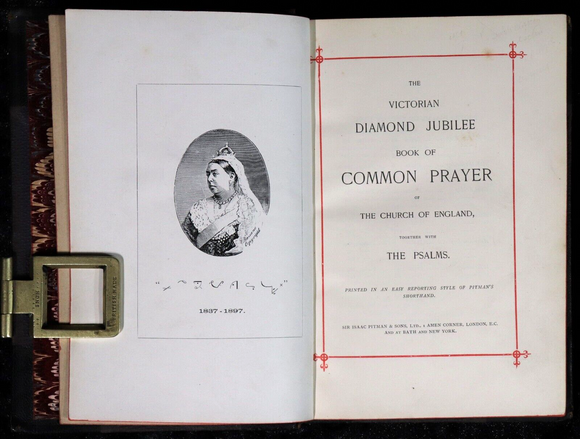 1837-1897.
THE
VICTORIAN
DIAMOND JUBILEE
BOOK OF
COMMON PRAYER
OF
THE CHURCH OF ENGLAND,
TOGETHER WITH
THE PSALMS.
PRINTED IN AN EASY REPORTING STYLE OF PITMAN'S
SHORTHAND.
SIR ISAAC PITMAN & SONS, LTD., 1 AMEN CORNER, LONDON, E.C.
AND AT BATH AND NEW YORK.